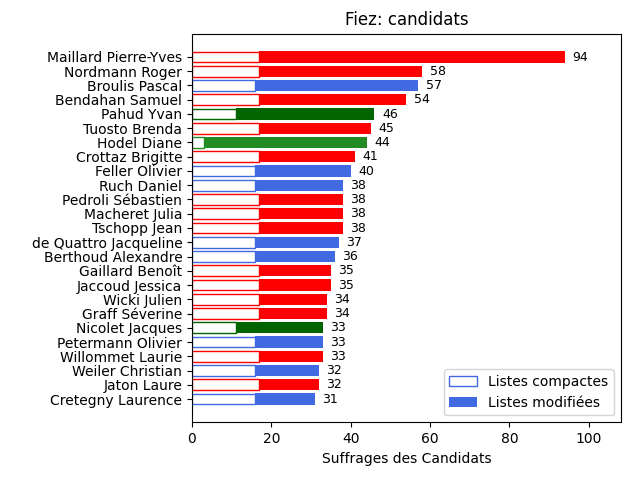 Fiez: candidats
Maillard Pierre-Yves 94
Nordmann Roger 58
Broulis Pascal 57
Bendahan Samuel 54
Pahud Yvan 46
Tuosto Brenda 45
Hodel Diane 44
Crottaz Brigitte 41
Feller Olivier 40
Ruch Daniel 38
Pedroli Sébastien 38
Macheret Julia 38
Tschopp Jean 38
de Quattro Jacqueline 37
Berthoud Alexandre 36
Gaillard Benoît 35
Jaccoud Jessica 35
Wicki Julien 34
Graff Séverine 34
Nicolet Jacques 33
Petermann Olivier 33
Willommet Laurie 33
Weiler Christian 32
Jaton Laure 32
Cretegny Laurence 31
Listes compactes
Listes modifiées
0 20 40 60 80 100
Suffrages des Candidats